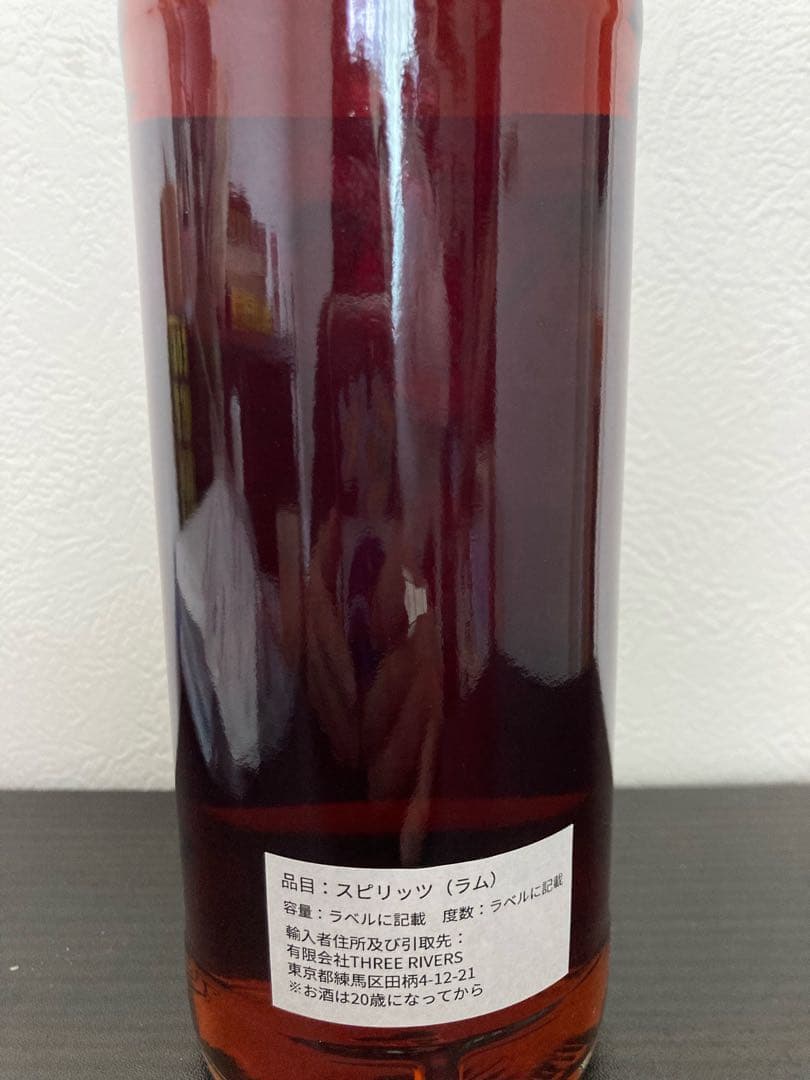 品目：スピリッツ（ラム）
容量：ラベルに記載　度数：ラベルに記載
輸入者住所及び引取先：
有限会社THREE RIVERS
東京都練馬区田柄4-12-21
※お酒は20歳になってから